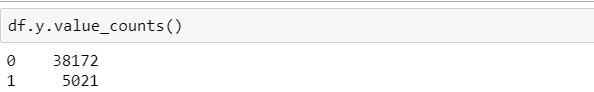 df.y.value_counts()
0    38172
1     5021